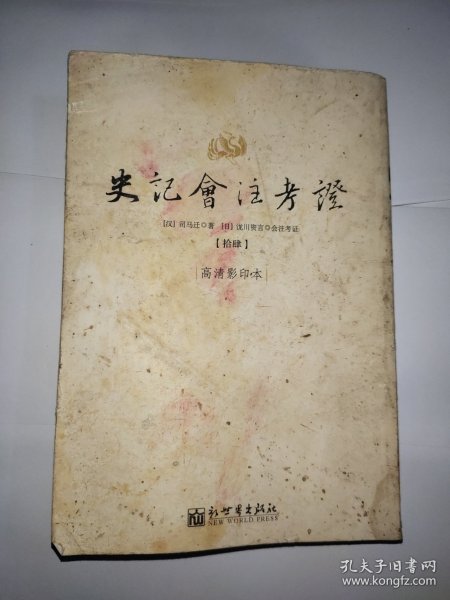 史記會注考證
[汉]司马迁◎著 [日]泷川资言◎会注考证
【拾肆】
高清影印本
新世界出版社
NEW WORLD PRESS
孔夫子旧书网
www.kongfz.com